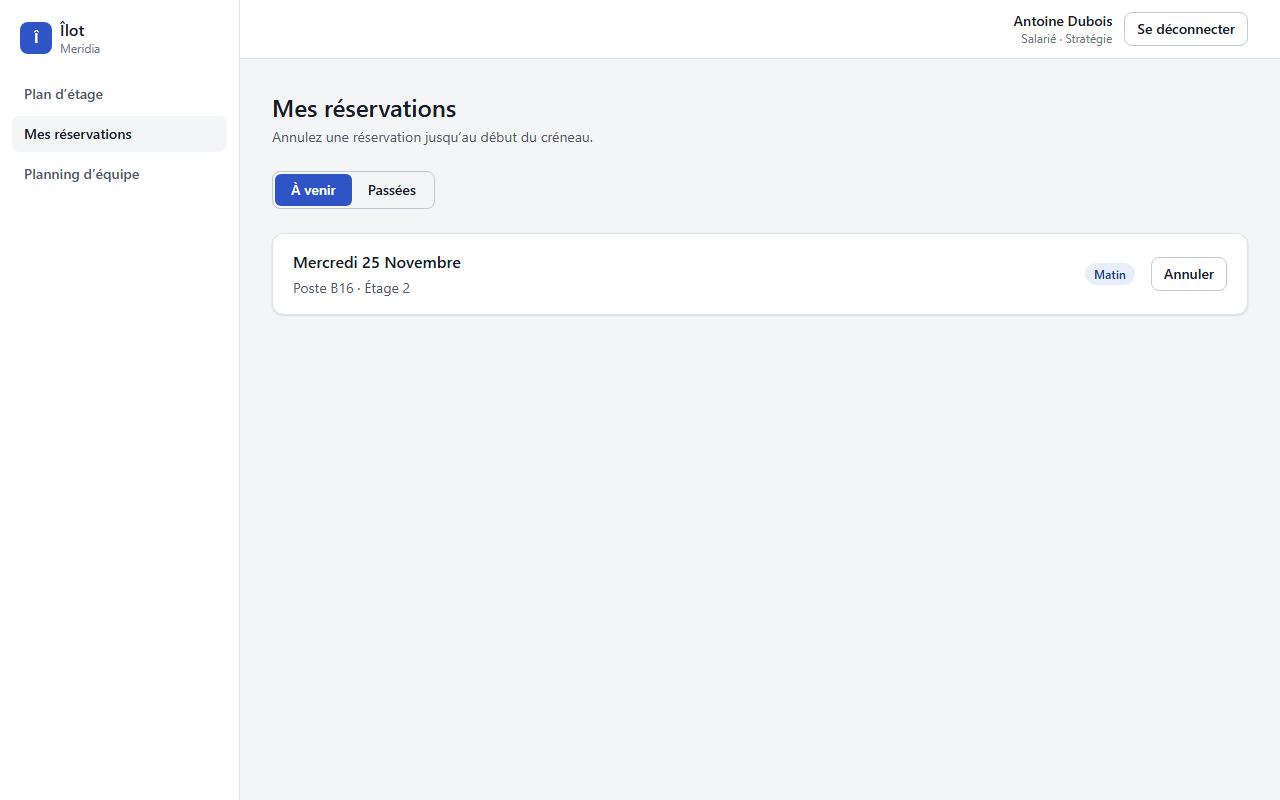 Î
Îlot
Meridia
Plan d’étage
Mes réservations
Planning d’équipe
Antoine Dubois
Salarié · Stratégie
Se déconnecter
Mes réservations
Annulez une réservation jusqu’au début du créneau.
À venir
Passées
Mercredi 25 Novembre
Poste B16 · Étage 2
Matin
Annuler